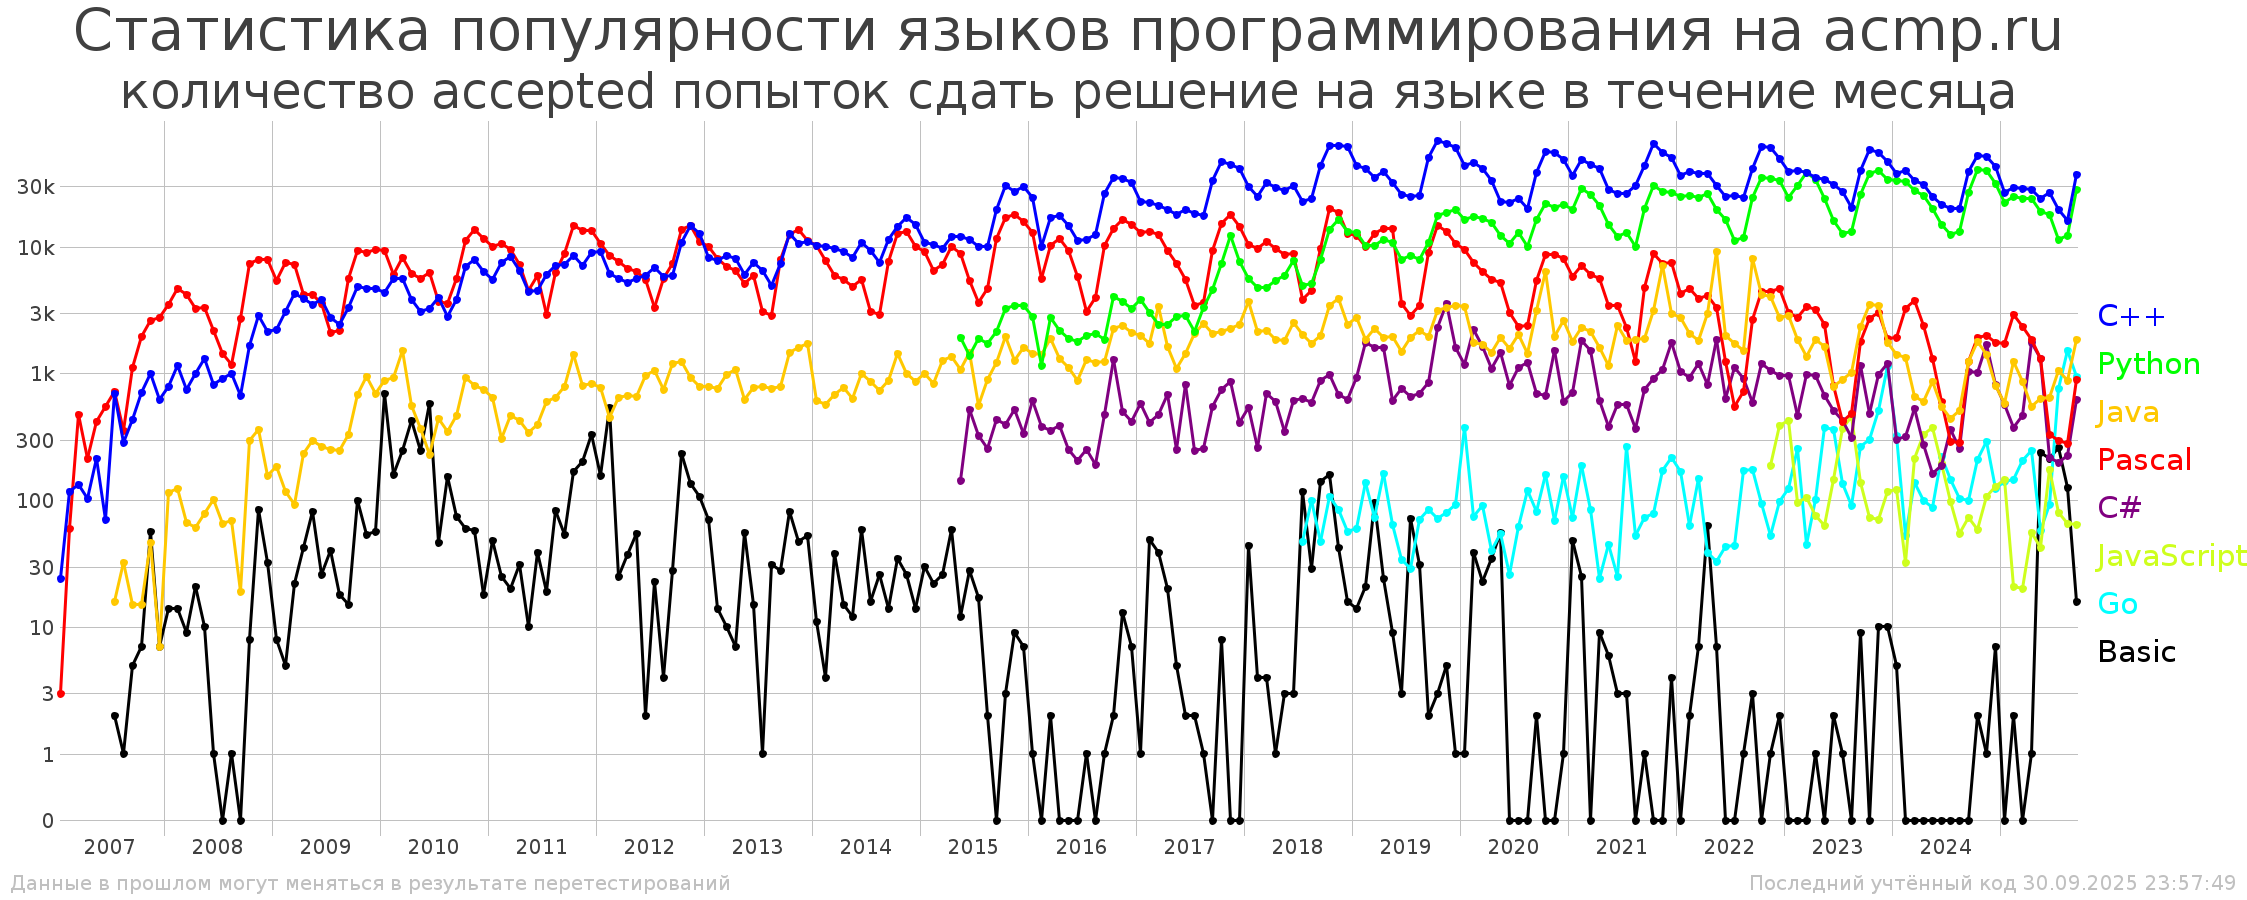 Статистика популярности языков программирования на acmp.ru
количество accepted попыток сдать решение на языке в течение месяца
30k
10k
3k
1k
300
100
30
10
3
1
0
C++
Python
Java
Pascal
C#
JavaScript
Go
Basic
2007 2008 2009 2010 2011 2012 2013 2014 2015 2016 2017 2018 2019 2020 2021 2022 2023 2024
Данные в прошлом могут меняться в результате перетестирований
Последний учтённый код 30.09.2025 23:57:49